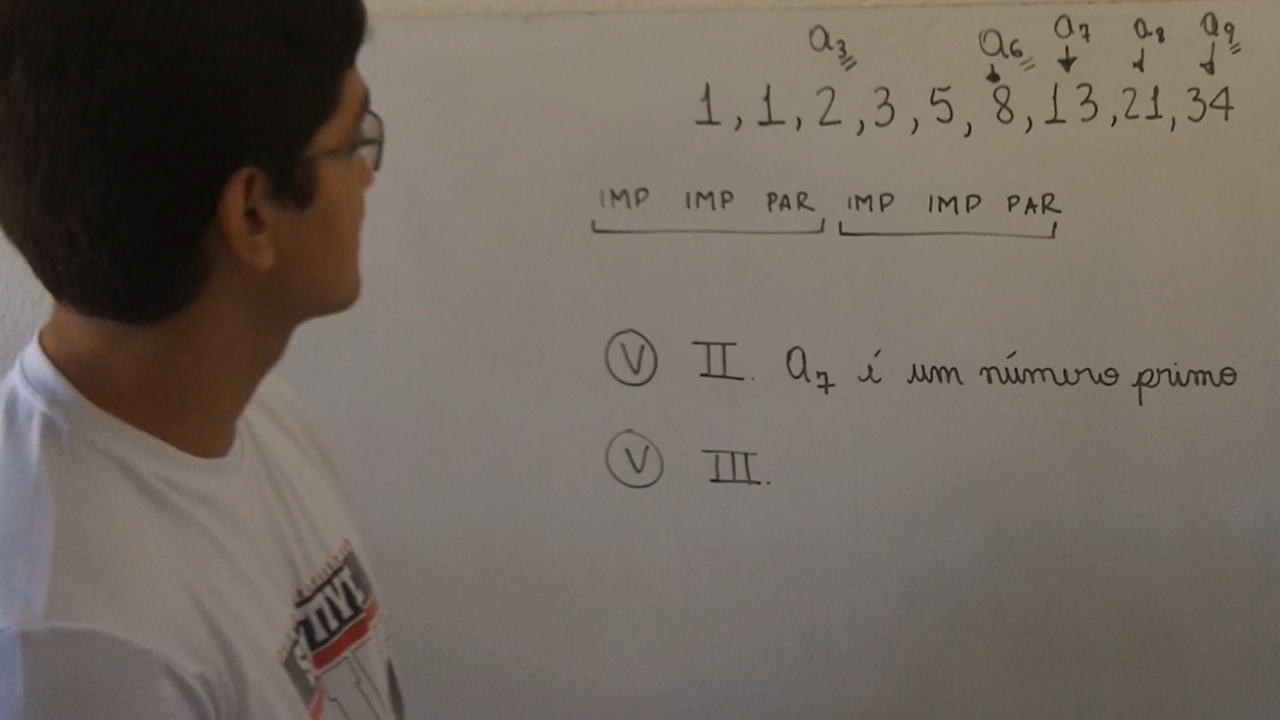 a₃ a₆ a₇ a₈ a₉
1, 1, 2, 3, 5, 8, 13, 21, 34
IMP IMP PAR IMP IMP PAR
V II. a₇ é um número primo
V III.